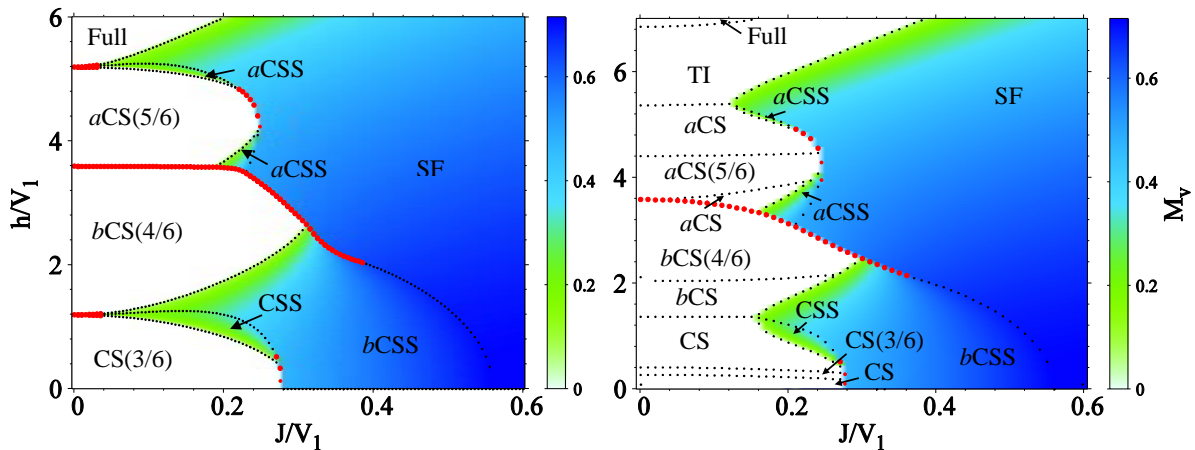 6
4
2
0
h/V1
Full
aCSS
aCS(5/6)
aCSS
SF
bCS(4/6)
CSS
CS(3/6)
bCSS
0 0.2 0.4 0.6
J/V1
0.6
0.4
0.2
0
6
4
2
0
h/V1
Full
TI
aCSS
SF
aCS
aCS(5/6)
aCSS
aCS
bCS(4/6)
bCS
CSS
CS(3/6)
CS
bCSS
CS
0 0.2 0.4 0.6
J/V1
0.6
0.4
0.2
0
Mv